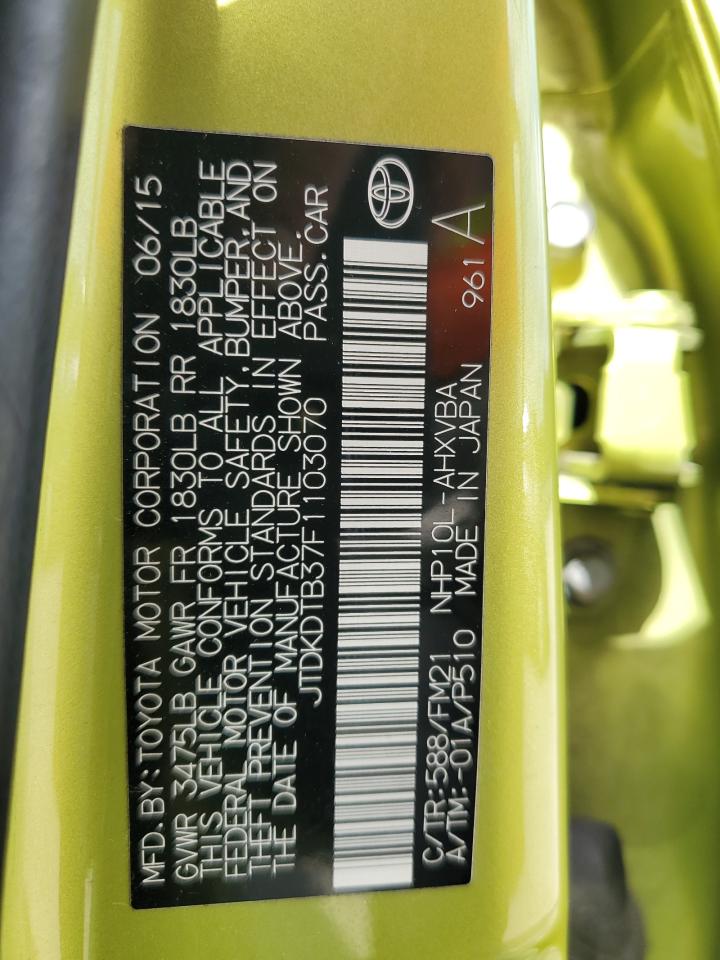 MFD. BY: TOYOTA MOTOR CORPORATION 06/15
GVWR 3475LB GAWR FR 1830LB RR 1830LB
THIS VEHICLE CONFORMS TO ALL APPLICABLE
FEDERAL MOTOR VEHICLE SAFETY, BUMPER, AND
THEFT PREVENTION STANDARDS IN EFFECT ON
THE DATE OF MANUFACTURE SHOWN ABOVE.
JTDKDTB37F1103070 PASS. CAR
C/TR: 588/FM21 NHP10L-AHXVBA
A/TM: -01A/P510 MADE IN JAPAN 961A